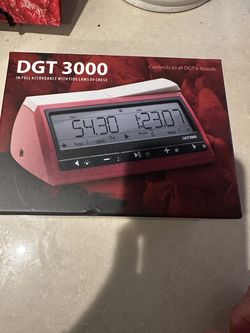 DGT 3000
IN FULL ACCORDANCE WITH FIDE LAWS OF CHESS
Connects to all DGT e-Boards
54.30 1:23.07
DGT3000